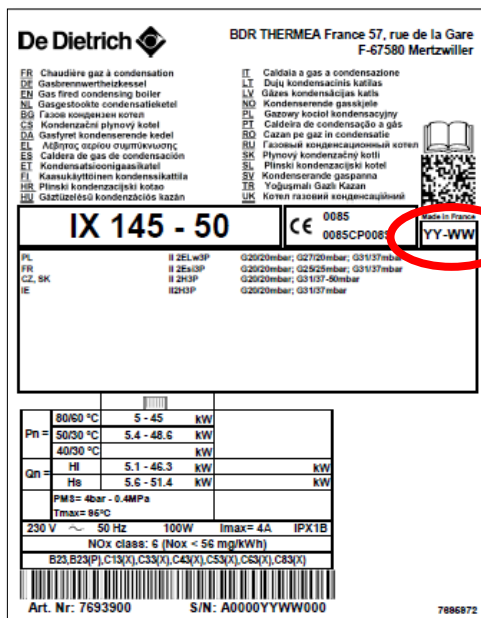 De Dietrich
BDR THERMEA France 57, rue de la Gare
F-67580 Mertzwiller
FR Chaudière gaz à condensation
DE Gasbrennwertheizkessel
EN Gas fired condensing boiler
NL Gasgestookte condensatieketel
BG Газов кондензен котел
CS Kondenzační plynový kotel
DA Gasfyret kondenserende kedel
EL Λέβητας αερίου συμπύκνωσης
ES Caldera de gas de condensación
ET Kondensatsioonigaasikatel
FI Kaasukäyttöinen kondenssikattila
HR Plinski kondenzacijski kotao
HU Gáztüzelésű kondenzációs kazán
IT Caldaia a gas a condensazione
LT Dujų kondensacinis katilas
LV Gāzes kondensācijas katls
NO Kondenserende gasskjele
PL Gazowy kocioł kondensacyjny
PT Caldeira de condensação a gás
RO Cazan pe gaz in condensatie
RU Газовый конденсационный котел
SK Plynový kondenzačný kotli
SL Plinski kondenzacijski kotel
SV Kondenserande gaspanna
TR Yoğuşmalı Gazlı Kazan
UK Котел газовий конденсаційний
Made in France
IX 145 - 50
CE 0085
0085CP0089
YY-WW
PL II 2ELw3P G20/20mbar; G27/20mbar; G31/37mbar
FR II 2Esi3P G20/20mbar; G25/25mbar; G31/37mbar
CZ, SK II 2H3P G20/20mbar; G31/37-50mbar
IE II2H3P G20/20mbar; G31/37mbar
80/60 °C 5 - 45 kW
Pn = 50/30 °C 5.4 - 48.6 kW
40/30 °C kW
Qn = Hi 5.1 - 46.3 kW kW
Hs 5.6 - 51.4 kW kW
PMS= 4bar - 0.4MPa
Tmax= 95°C
230 V ~ 50 Hz 100W Imax= 4A IPX1B
NOx class: 6 (Nox < 56 mg/kWh)
B23,B23(P),C13(X),C33(X),C43(X),C53(X),C63(X),C83(X)
Art. Nr: 7693900 S/N: A0000YYWW000
7695972